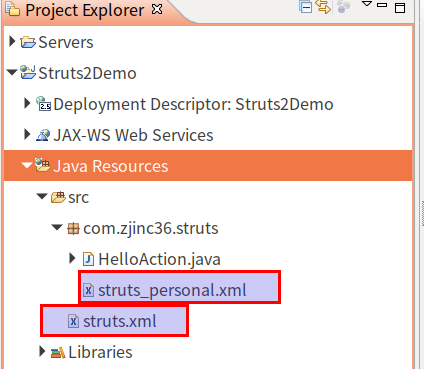 Project Explorer
Servers
Struts2Demo
Deployment Descriptor: Struts2Demo
JAX-WS Web Services
Java Resources
src
com.zjinc36.struts
HelloAction.java
struts_personal.xml
struts.xml
Libraries